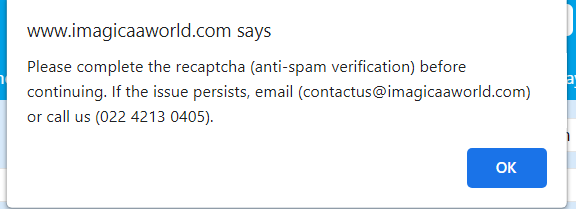 www.imagicaaworld.com says
Please complete the recaptcha (anti-spam verification) before
continuing. If the issue persists, email (contactus@imagicaaworld.com)
or call us (022 4213 0405).
OK